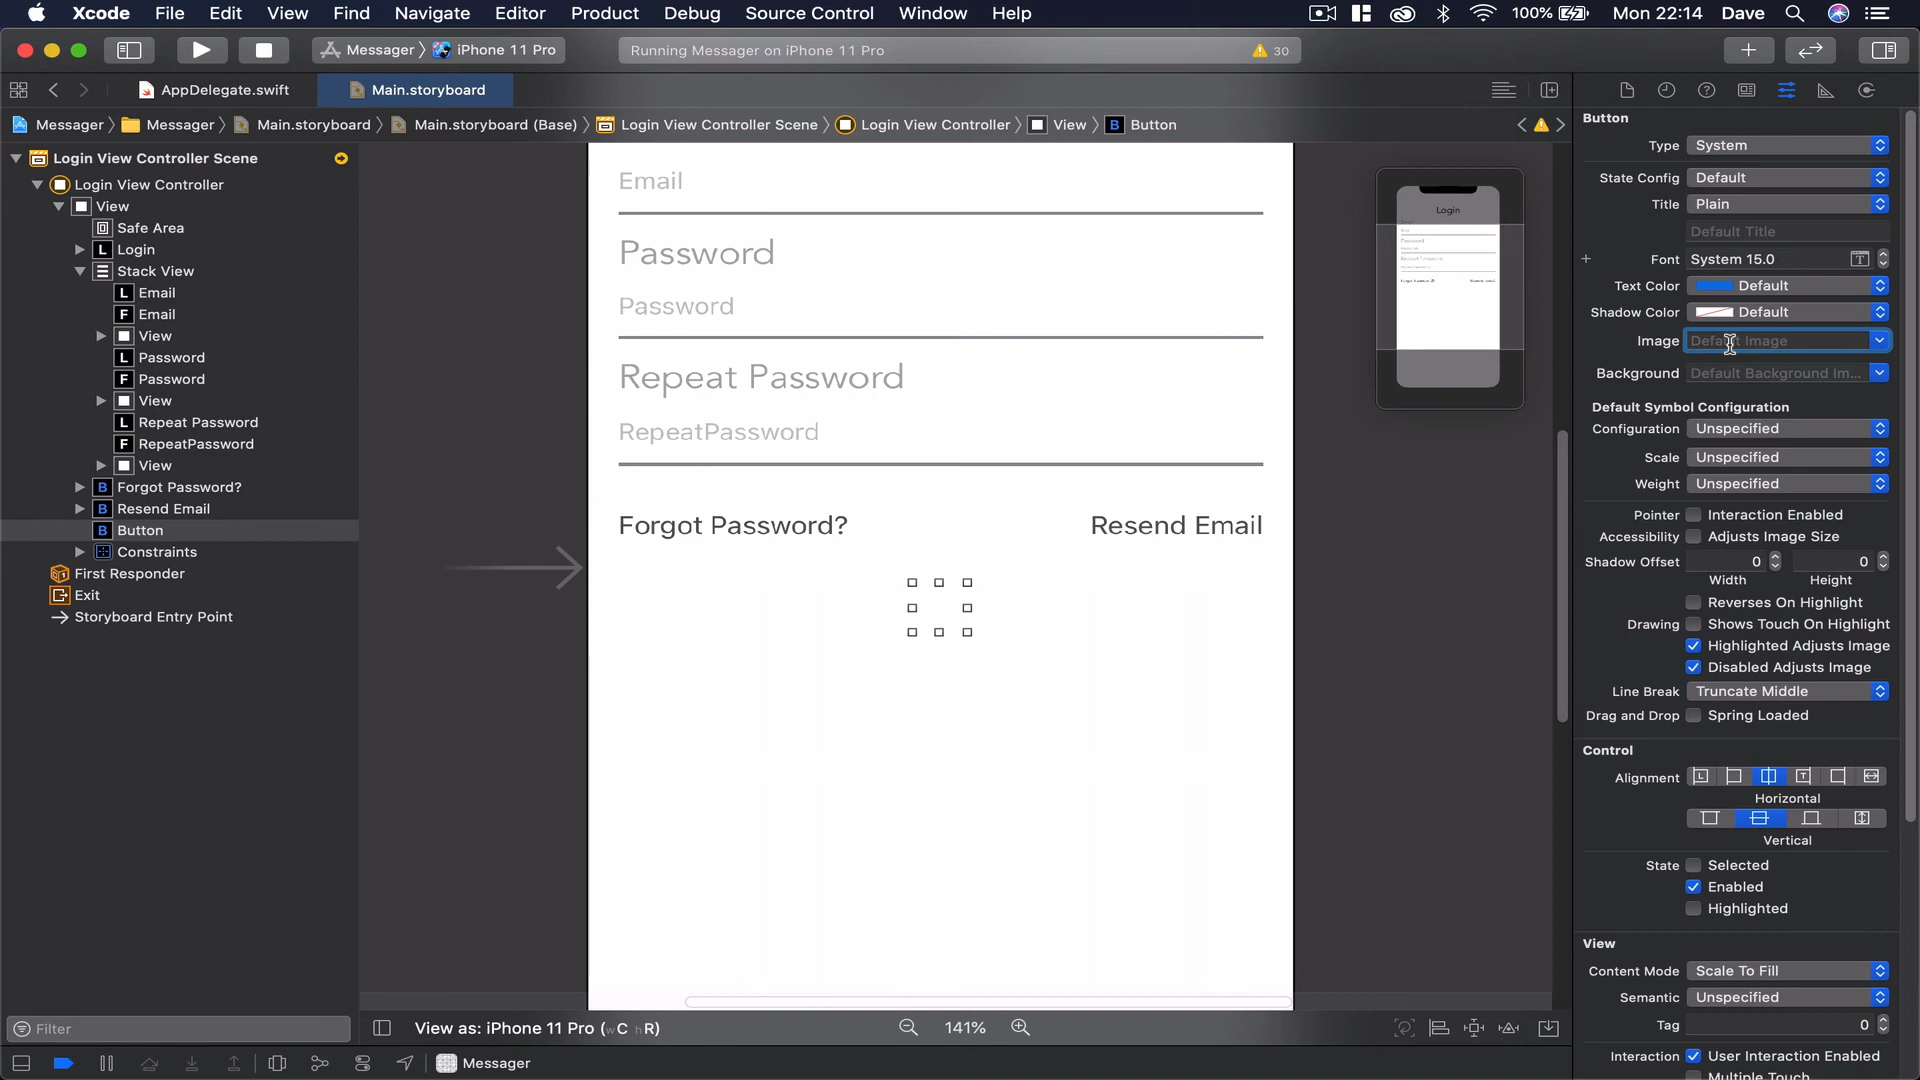 Xcode File Edit View Find Navigate Editor Product Debug Source Control Window Help 100% Mon 22:14 Dave
Messager iPhone 11 Pro Running Messager on iPhone 11 Pro 30
AppDelegate.swift Main.storyboard
Messager Messager Main.storyboard Main.storyboard (Base) Login View Controller Scene Login View Controller View B Button
Login View Controller Scene
Login View Controller
View
Safe Area
L Login
Stack View
L Email
F Email
View
L Password
F Password
View
L Repeat Password
F RepeatPassword
View
B Forgot Password?
B Resend Email
B Button
Constraints
First Responder
Exit
Storyboard Entry Point
Filter
Email
Password
Password
Repeat Password
RepeatPassword
Forgot Password? Resend Email
Login
View as: iPhone 11 Pro (wC hR) 141%
Messager
Button
Type System
State Config Default
Title Plain
Default Title
Font System 15.0
Text Color Default
Shadow Color Default
Image Default Image
Background Default Background Im...
Default Symbol Configuration
Configuration Unspecified
Scale Unspecified
Weight Unspecified
Pointer Interaction Enabled
Accessibility Adjusts Image Size
Shadow Offset 0 0
Width Height
Reverses On Highlight
Drawing Shows Touch On Highlight
Highlighted Adjusts Image
Disabled Adjusts Image
Line Break Truncate Middle
Drag and Drop Spring Loaded
Control
Alignment
Horizontal
Vertical
State Selected
Enabled
Highlighted
View
Content Mode Scale To Fill
Semantic Unspecified
Tag 0
Interaction User Interaction Enabled
Multiple Touch